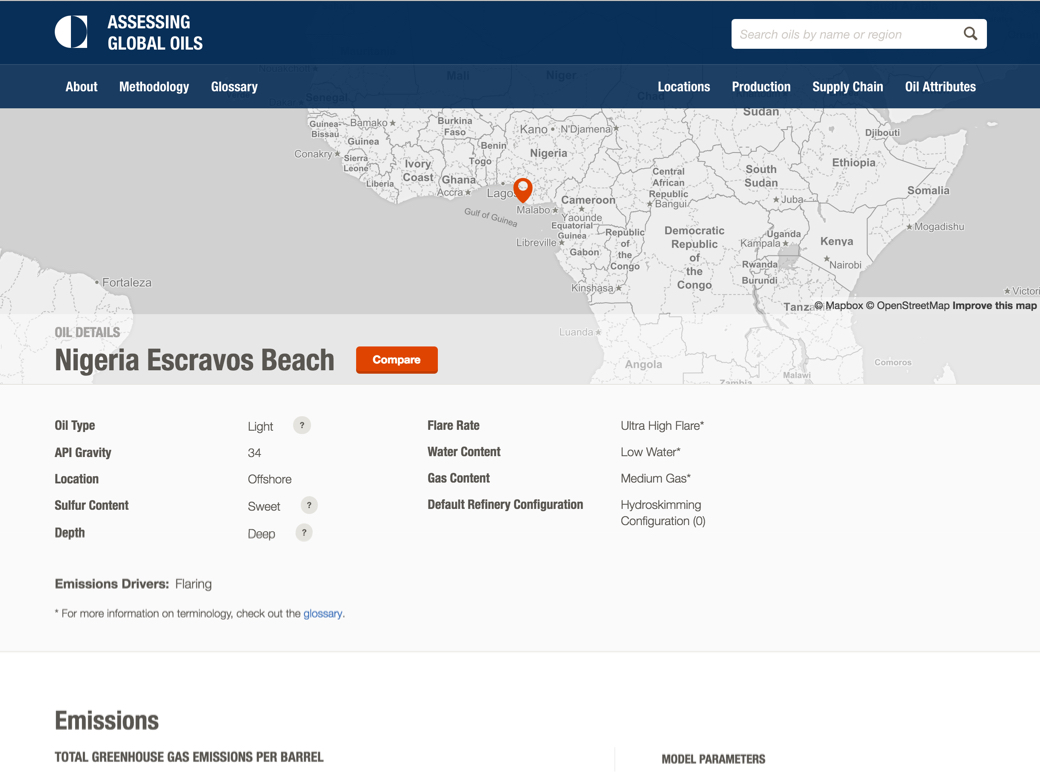 ASSESSING
GLOBAL OILS
Search oils by name or region
About Methodology Glossary
Locations Production Supply Chain Oil Attributes
Mali
Niger
Senegal
Sudan
Guinea-
Bissau
Bamako
Burkina
Faso
Kano
N'Djamena
Djibouti
Guinea
Benin
Nigeria
Conakry
Sierra
Leone
Ivory
Coast
Togo
Ghana
Accra
Liberia
Central
African
Republic
South
Sudan
Ethiopia
Somalia
Lagos
Cameroon
Bangui
Juba
Malabo
Yaounde
Gulf of Guinea
Equatorial
Guinea
Mogadishu
Libreville
Gabon
Republic
of
the
Congo
Democratic
Republic
of
the
Congo
Uganda
Kampala
Kenya
Nairobi
Rwanda
Burundi
Fortaleza
Kinshasa
Victor
Tanz
© Mapbox © OpenStreetMap Improve this map
Luanda
Angola
Comoros
Malawi
Zambia
OIL DETAILS
Nigeria Escravos Beach
Compare
Oil Type Light ?
API Gravity 34
Location Offshore
Sulfur Content Sweet ?
Depth Deep ?
Flare Rate Ultra High Flare*
Water Content Low Water*
Gas Content Medium Gas*
Default Refinery Configuration Hydroskimming
Configuration (0)
Emissions Drivers: Flaring
* For more information on terminology, check out the glossary.
Emissions
TOTAL GREENHOUSE GAS EMISSIONS PER BARREL
MODEL PARAMETERS